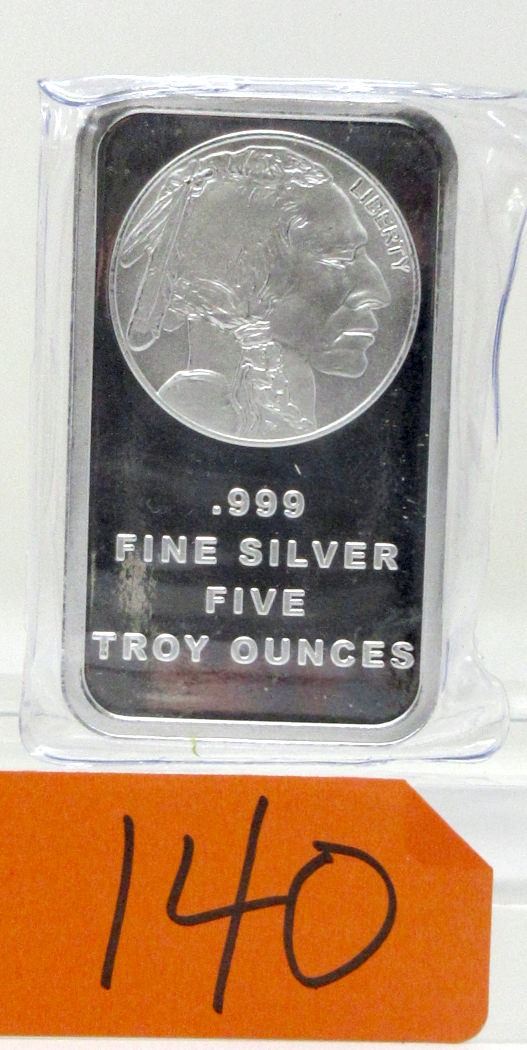 LIBERTY
.999
FINE SILVER
FIVE
TROY OUNCES
140